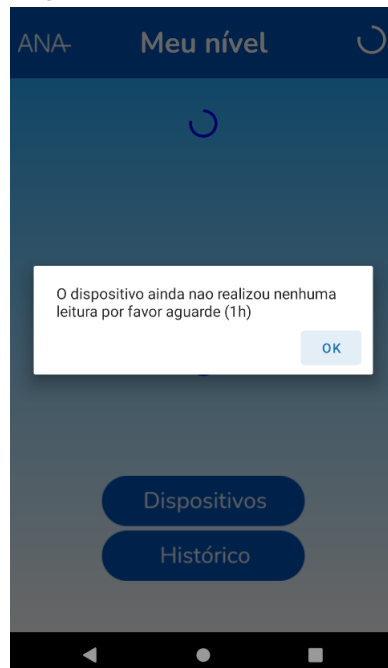 ANA-
Meu nível
O dispositivo ainda nao realizou nenhuma
leitura por favor aguarde (1h)
OK
Dispositivos
Histórico